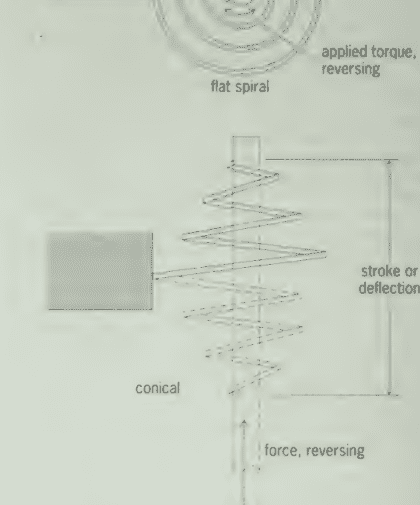 applied torque,
reversing
flat spiral
stroke or
deflection
conical
force, reversing